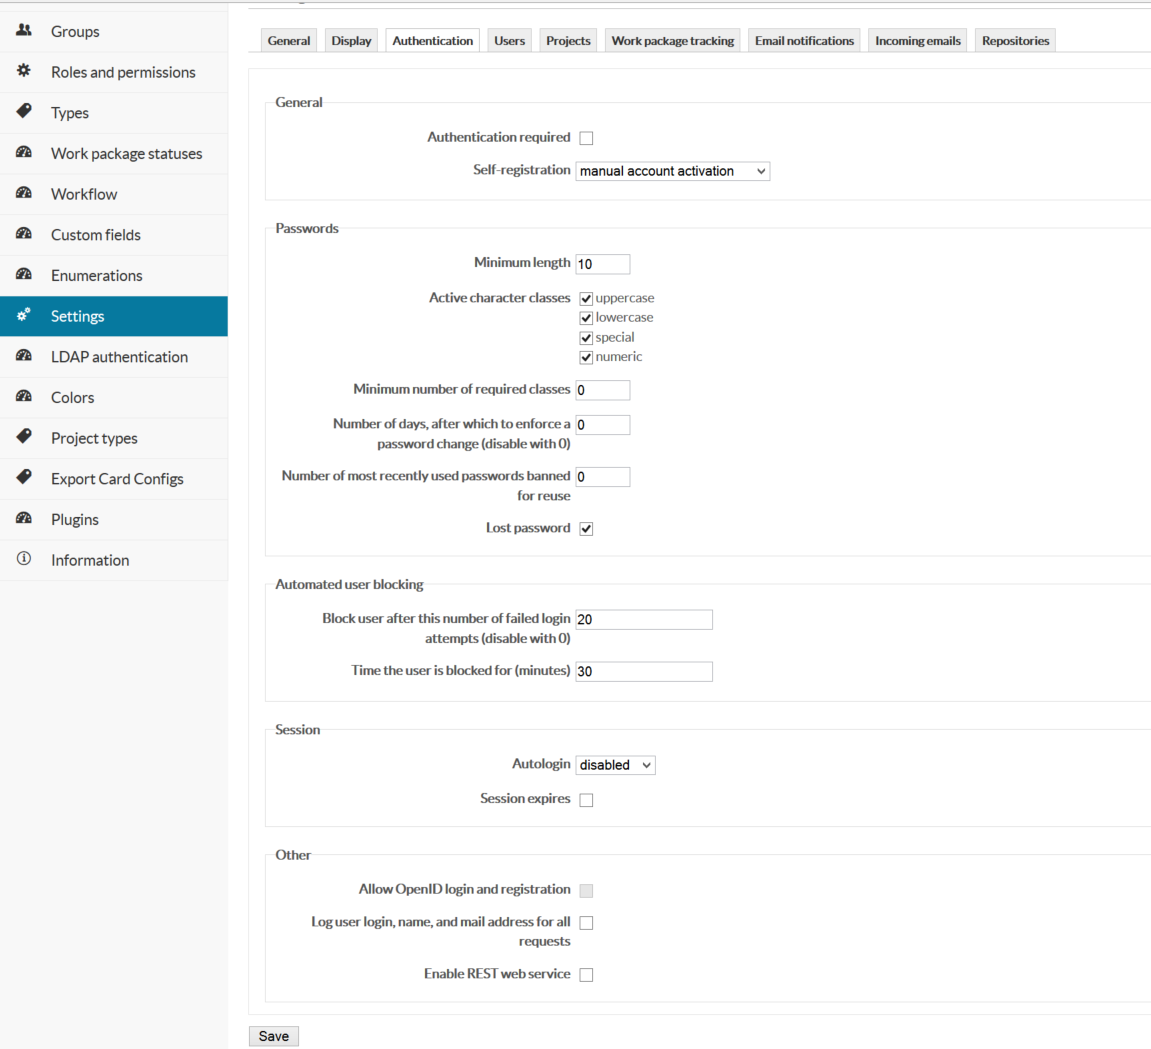 Groups
Roles and permissions
Types
Work package statuses
Workflow
Custom fields
Enumerations
Settings
LDAP authentication
Colors
Project types
Export Card Configs
Plugins
Information
General Display Authentication Users Projects Work package tracking Email notifications Incoming emails Repositories
General
Authentication required
Self-registration manual account activation
Passwords
Minimum length 10
Active character classes uppercase
lowercase
special
numeric
Minimum number of required classes 0
Number of days, after which to enforce a 0
password change (disable with 0)
Number of most recently used passwords banned 0
for reuse
Lost password
Automated user blocking
Block user after this number of failed login 20
attempts (disable with 0)
Time the user is blocked for (minutes) 30
Session
Autologin disabled
Session expires
Other
Allow OpenID login and registration
Log user login, name, and mail address for all
requests
Enable REST web service
Save